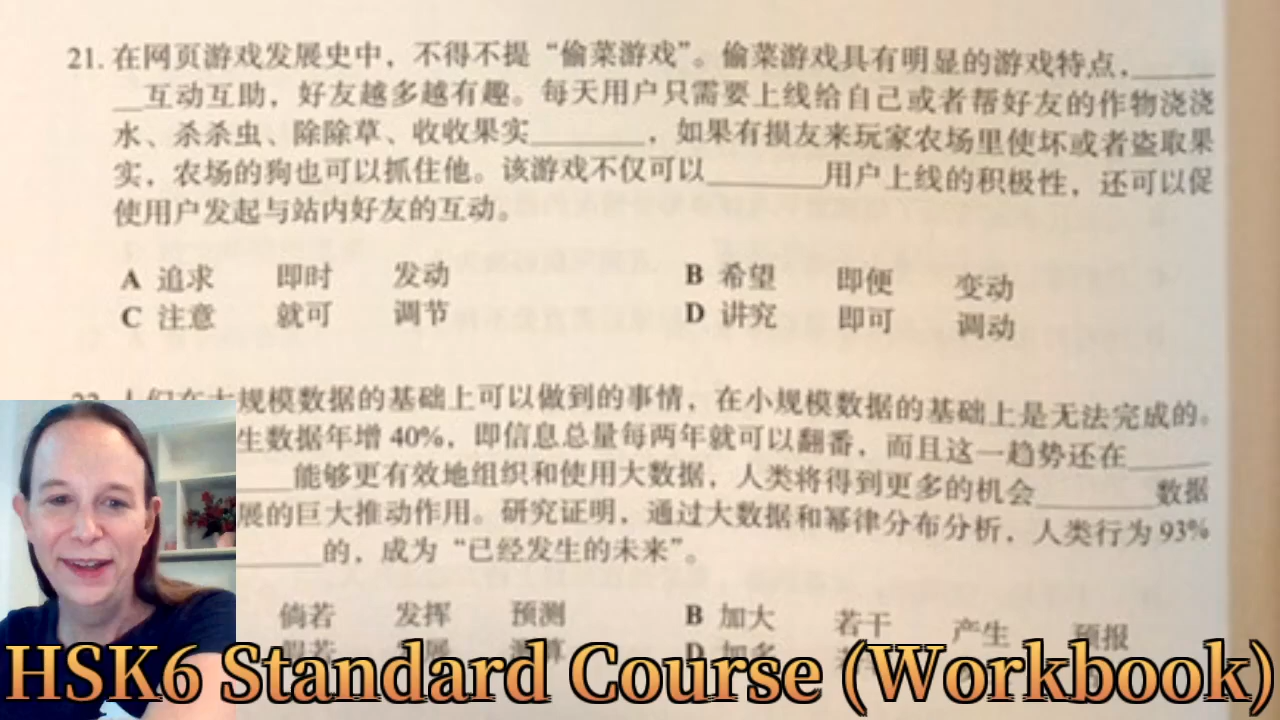 21. 在网页游戏发展史中，不得不提“偷菜游戏”。偷菜游戏具有明显的游戏特点，______
__互动互助，好友越多越有趣。每天用户只需要上线给自己或者帮好友的作物浇浇
水、杀杀虫、除除草、收收果实________，如果有损友来玩家农场里使坏或者盗取果
实，农场的狗也可以抓住他。该游戏不仅可以________用户上线的积极性，还可以促
使用户发起与站内好友的互动。
A 追求 即时 发动 B 希望 即便 变动
C 注意 就可 调节 D 讲究 即可 调动
规模数据的基础上可以做到的事情，在小规模数据的基础上是无法完成的。
生数据年增 40%，即信息总量每两年就可以翻番，而且这一趋势还在______
____能够更有效地组织和使用大数据，人类将得到更多的机会________数据
展的巨大推动作用。研究证明，通过大数据和幂律分布分析，人类行为 93%
______的，成为“已经发生的未来”。
倘若 发挥 预测 B 加大 若干 产生 预报
HSK6 Standard Course (Workbook)